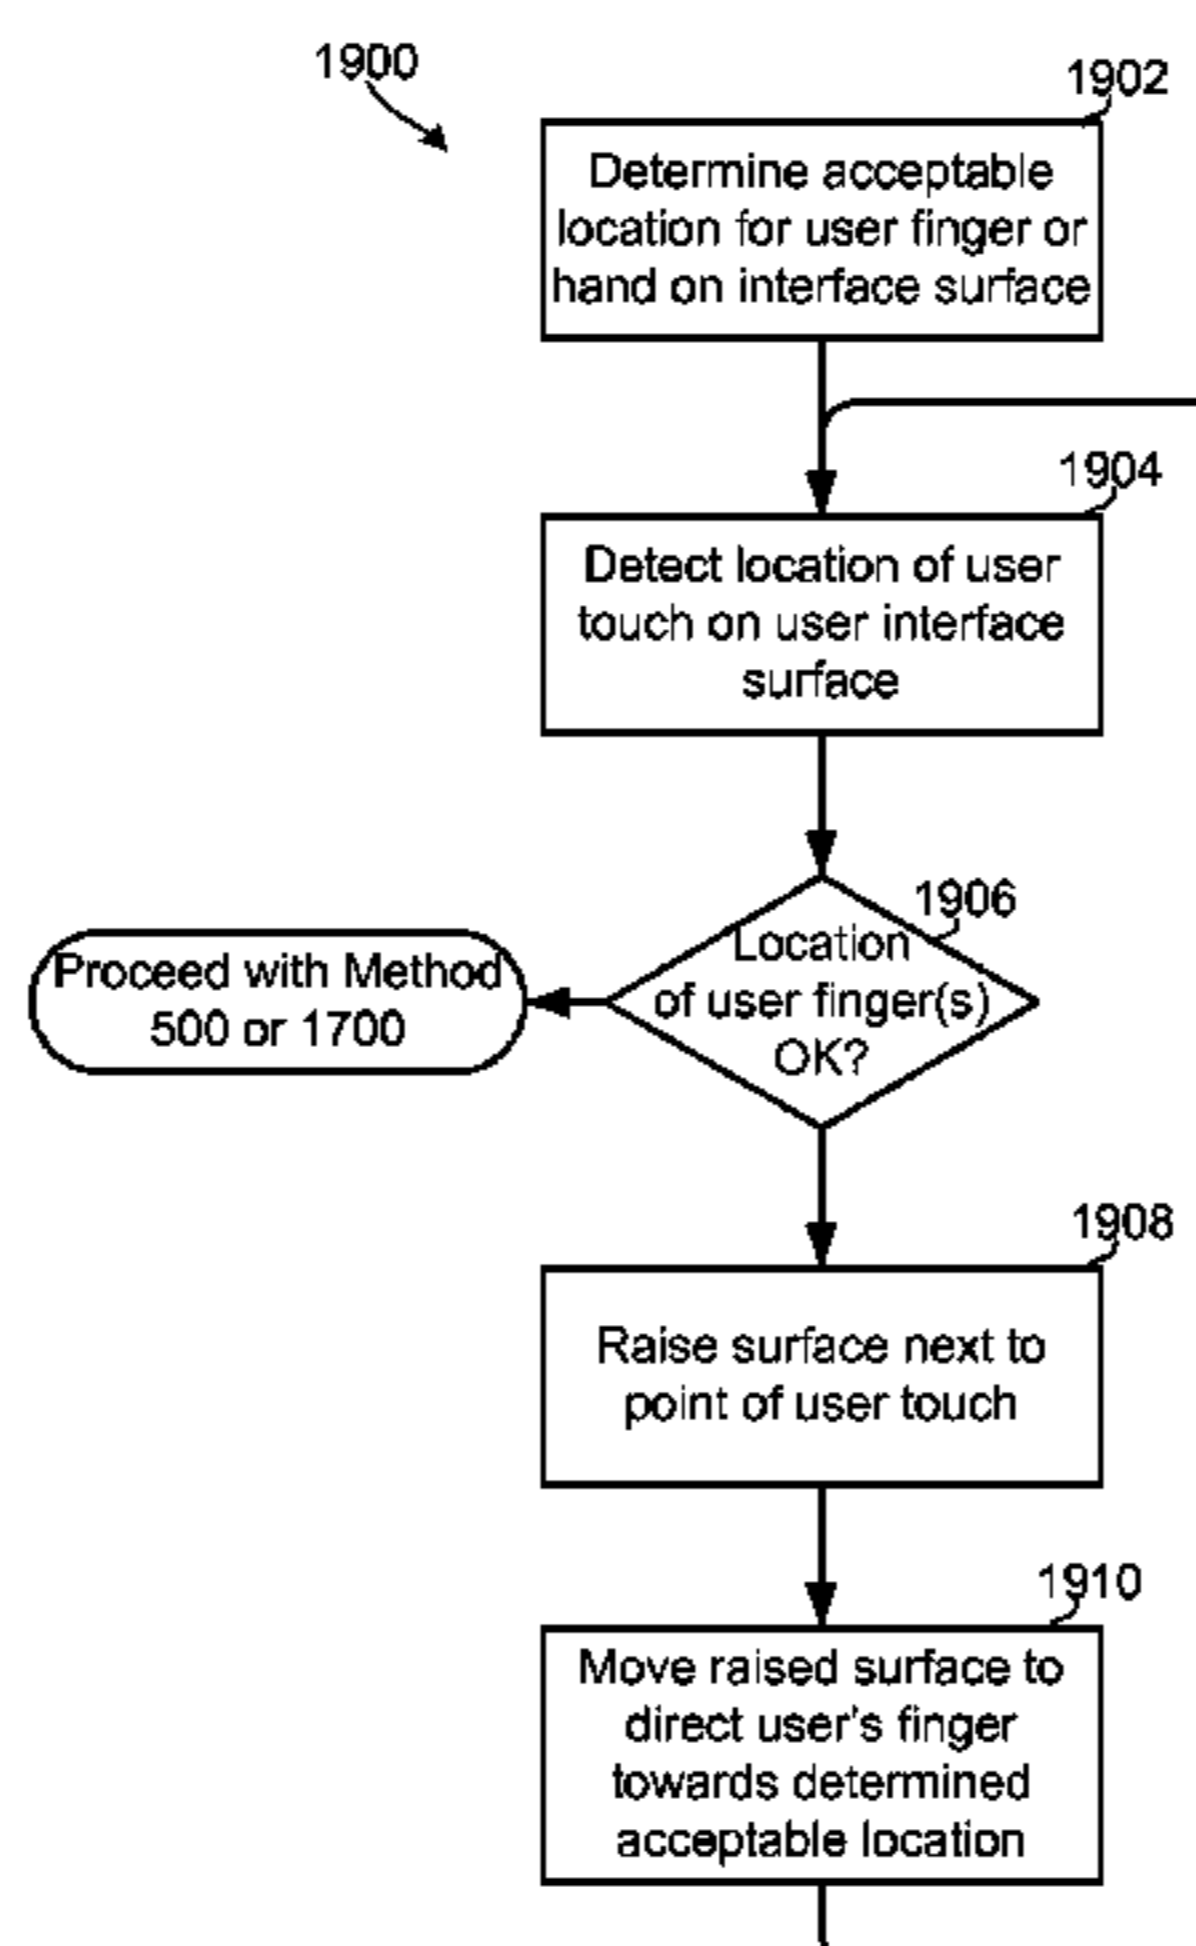 1900
1902
Determine acceptable
location for user finger or
hand on interface surface
1904
Detect location of user
touch on user interface
surface
1906
Location
of user finger(s)
OK?
Proceed with Method
500 or 1700
1908
Raise surface next to
point of user touch
1910
Move raised surface to
direct user's finger
towards determined
acceptable location